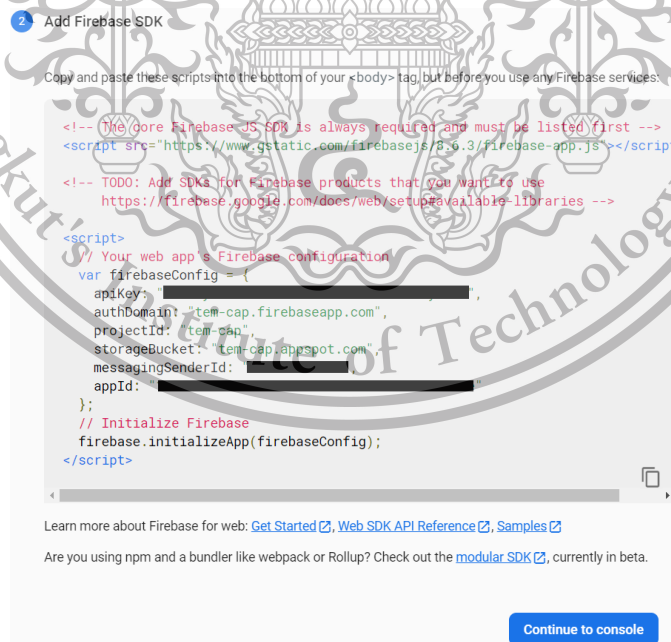 2 Add Firebase SDK
Copy and paste these scripts into the bottom of your <body> tag, but before you use any Firebase services:
<!-- The core Firebase JS SDK is always required and must be listed first -->
<script src="https://www.gstatic.com/firebasejs/8.6.3/firebase-app.js"></scrip
<!-- TODO: Add SDKs for Firebase products that you want to use
https://firebase.google.com/docs/web/setup#available-libraries -->
<script>
// Your web app's Firebase configuration
var firebaseConfig = {
apiKey: "",
authDomain: "tem-cap.firebaseapp.com",
projectId: "tem-cap",
storageBucket: "tem-cap.appspot.com",
messagingSenderId: ",
appId: ""
};
// Initialize Firebase
firebase.initializeApp(firebaseConfig);
</script>
Learn more about Firebase for web: Get Started, Web SDK API Reference, Samples
Are you using npm and a bundler like webpack or Rollup? Check out the modular SDK, currently in beta.
Continue to console
kut's Institute of Technolog